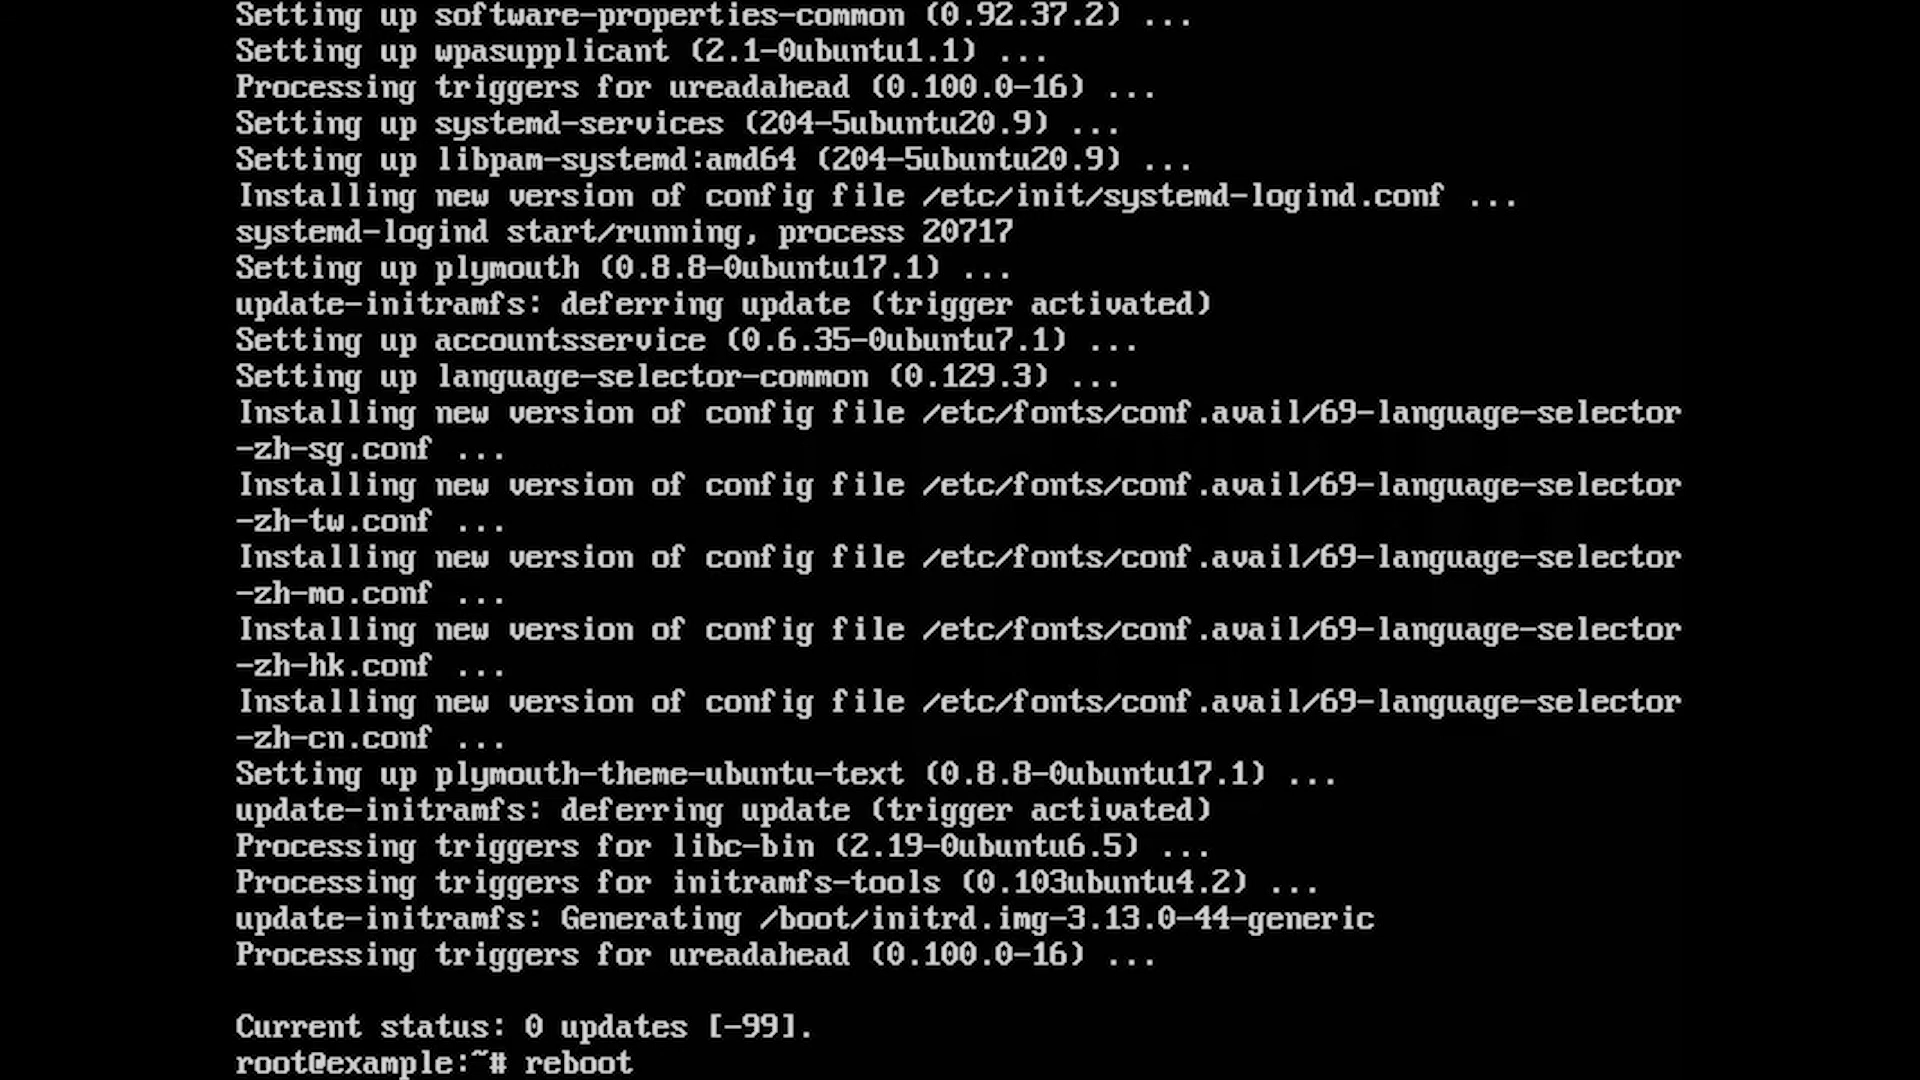 Setting up software-properties-common (0.92.37.2) ...
Setting up wpasupplicant (2.1-0ubuntu1.1) ...
Processing triggers for ureadahead (0.100.0-16) ...
Setting up systemd-services (204-5ubuntu20.9) ...
Setting up libpam-systemd:amd64 (204-5ubuntu20.9) ...
Installing new version of config file /etc/init/systemd-logind.conf ...
systemd-logind start/running, process 20717
Setting up plymouth (0.8.8-0ubuntu17.1) ...
update-initramfs: deferring update (trigger activated)
Setting up accountsservice (0.6.35-0ubuntu7.1) ...
Setting up language-selector-common (0.129.3) ...
Installing new version of config file /etc/fonts/conf.avail/69-language-selector
-zh-sg.conf ...
Installing new version of config file /etc/fonts/conf.avail/69-language-selector
-zh-tw.conf ...
Installing new version of config file /etc/fonts/conf.avail/69-language-selector
-zh-mo.conf ...
Installing new version of config file /etc/fonts/conf.avail/69-language-selector
-zh-hk.conf ...
Installing new version of config file /etc/fonts/conf.avail/69-language-selector
-zh-cn.conf ...
Setting up plymouth-theme-ubuntu-text (0.8.8-0ubuntu17.1) ...
update-initramfs: deferring update (trigger activated)
Processing triggers for libc-bin (2.19-0ubuntu6.5) ...
Processing triggers for initramfs-tools (0.103ubuntu4.2) ...
update-initramfs: Generating /boot/initrd.img-3.13.0-44-generic
Processing triggers for ureadahead (0.100.0-16) ...
Current status: 0 updates [-99].
root@example:~# reboot